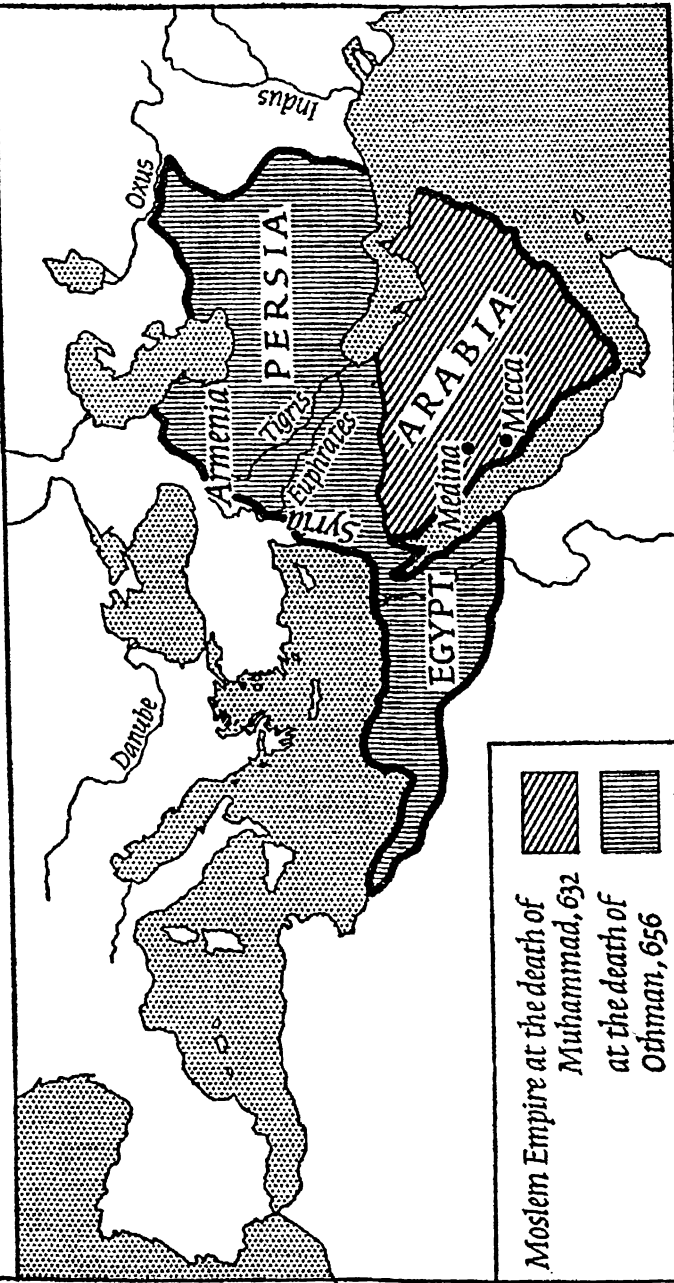 Oxus
Indus
PERSIA
Armenia
Tigris
Euphrates
Syria
ARABIA
Medina
Mecca
EGYPT
Danube
Moslem Empire at the death of
Muhammad, 632
at the death of
Othman, 656